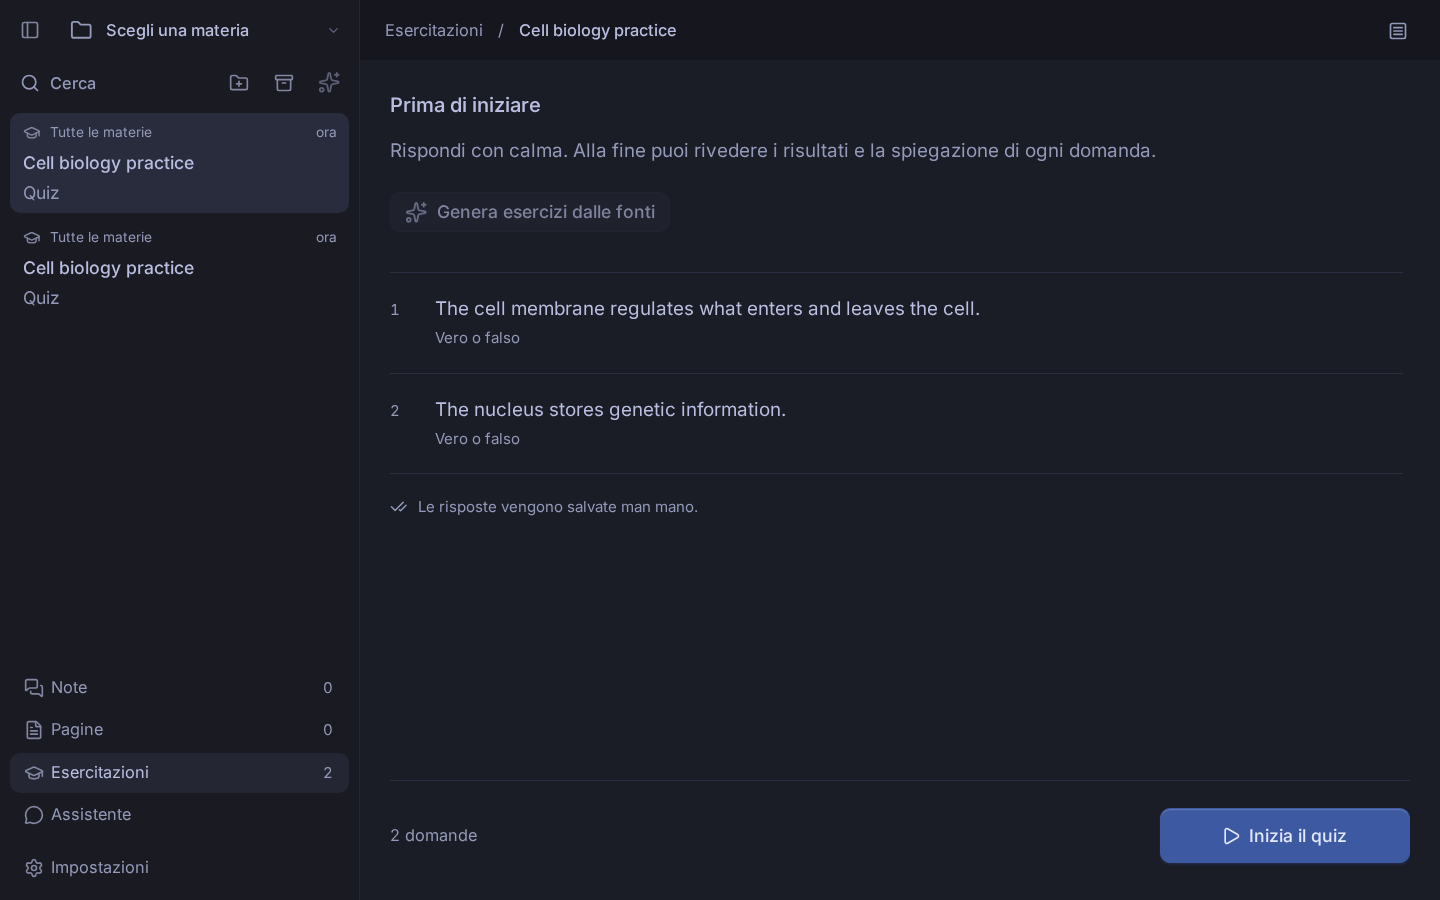 Scegli una materia
Cerca
Tutte le materie ora
Cell biology practice
Quiz
Tutte le materie ora
Cell biology practice
Quiz
Note 0
Pagine 0
Esercitazioni 2
Assistente
Impostazioni
Esercitazioni / Cell biology practice
Prima di iniziare
Rispondi con calma. Alla fine puoi rivedere i risultati e la spiegazione di ogni domanda.
Genera esercizi dalle fonti
1 The cell membrane regulates what enters and leaves the cell.
Vero o falso
2 The nucleus stores genetic information.
Vero o falso
Le risposte vengono salvate man mano.
2 domande
Inizia il quiz